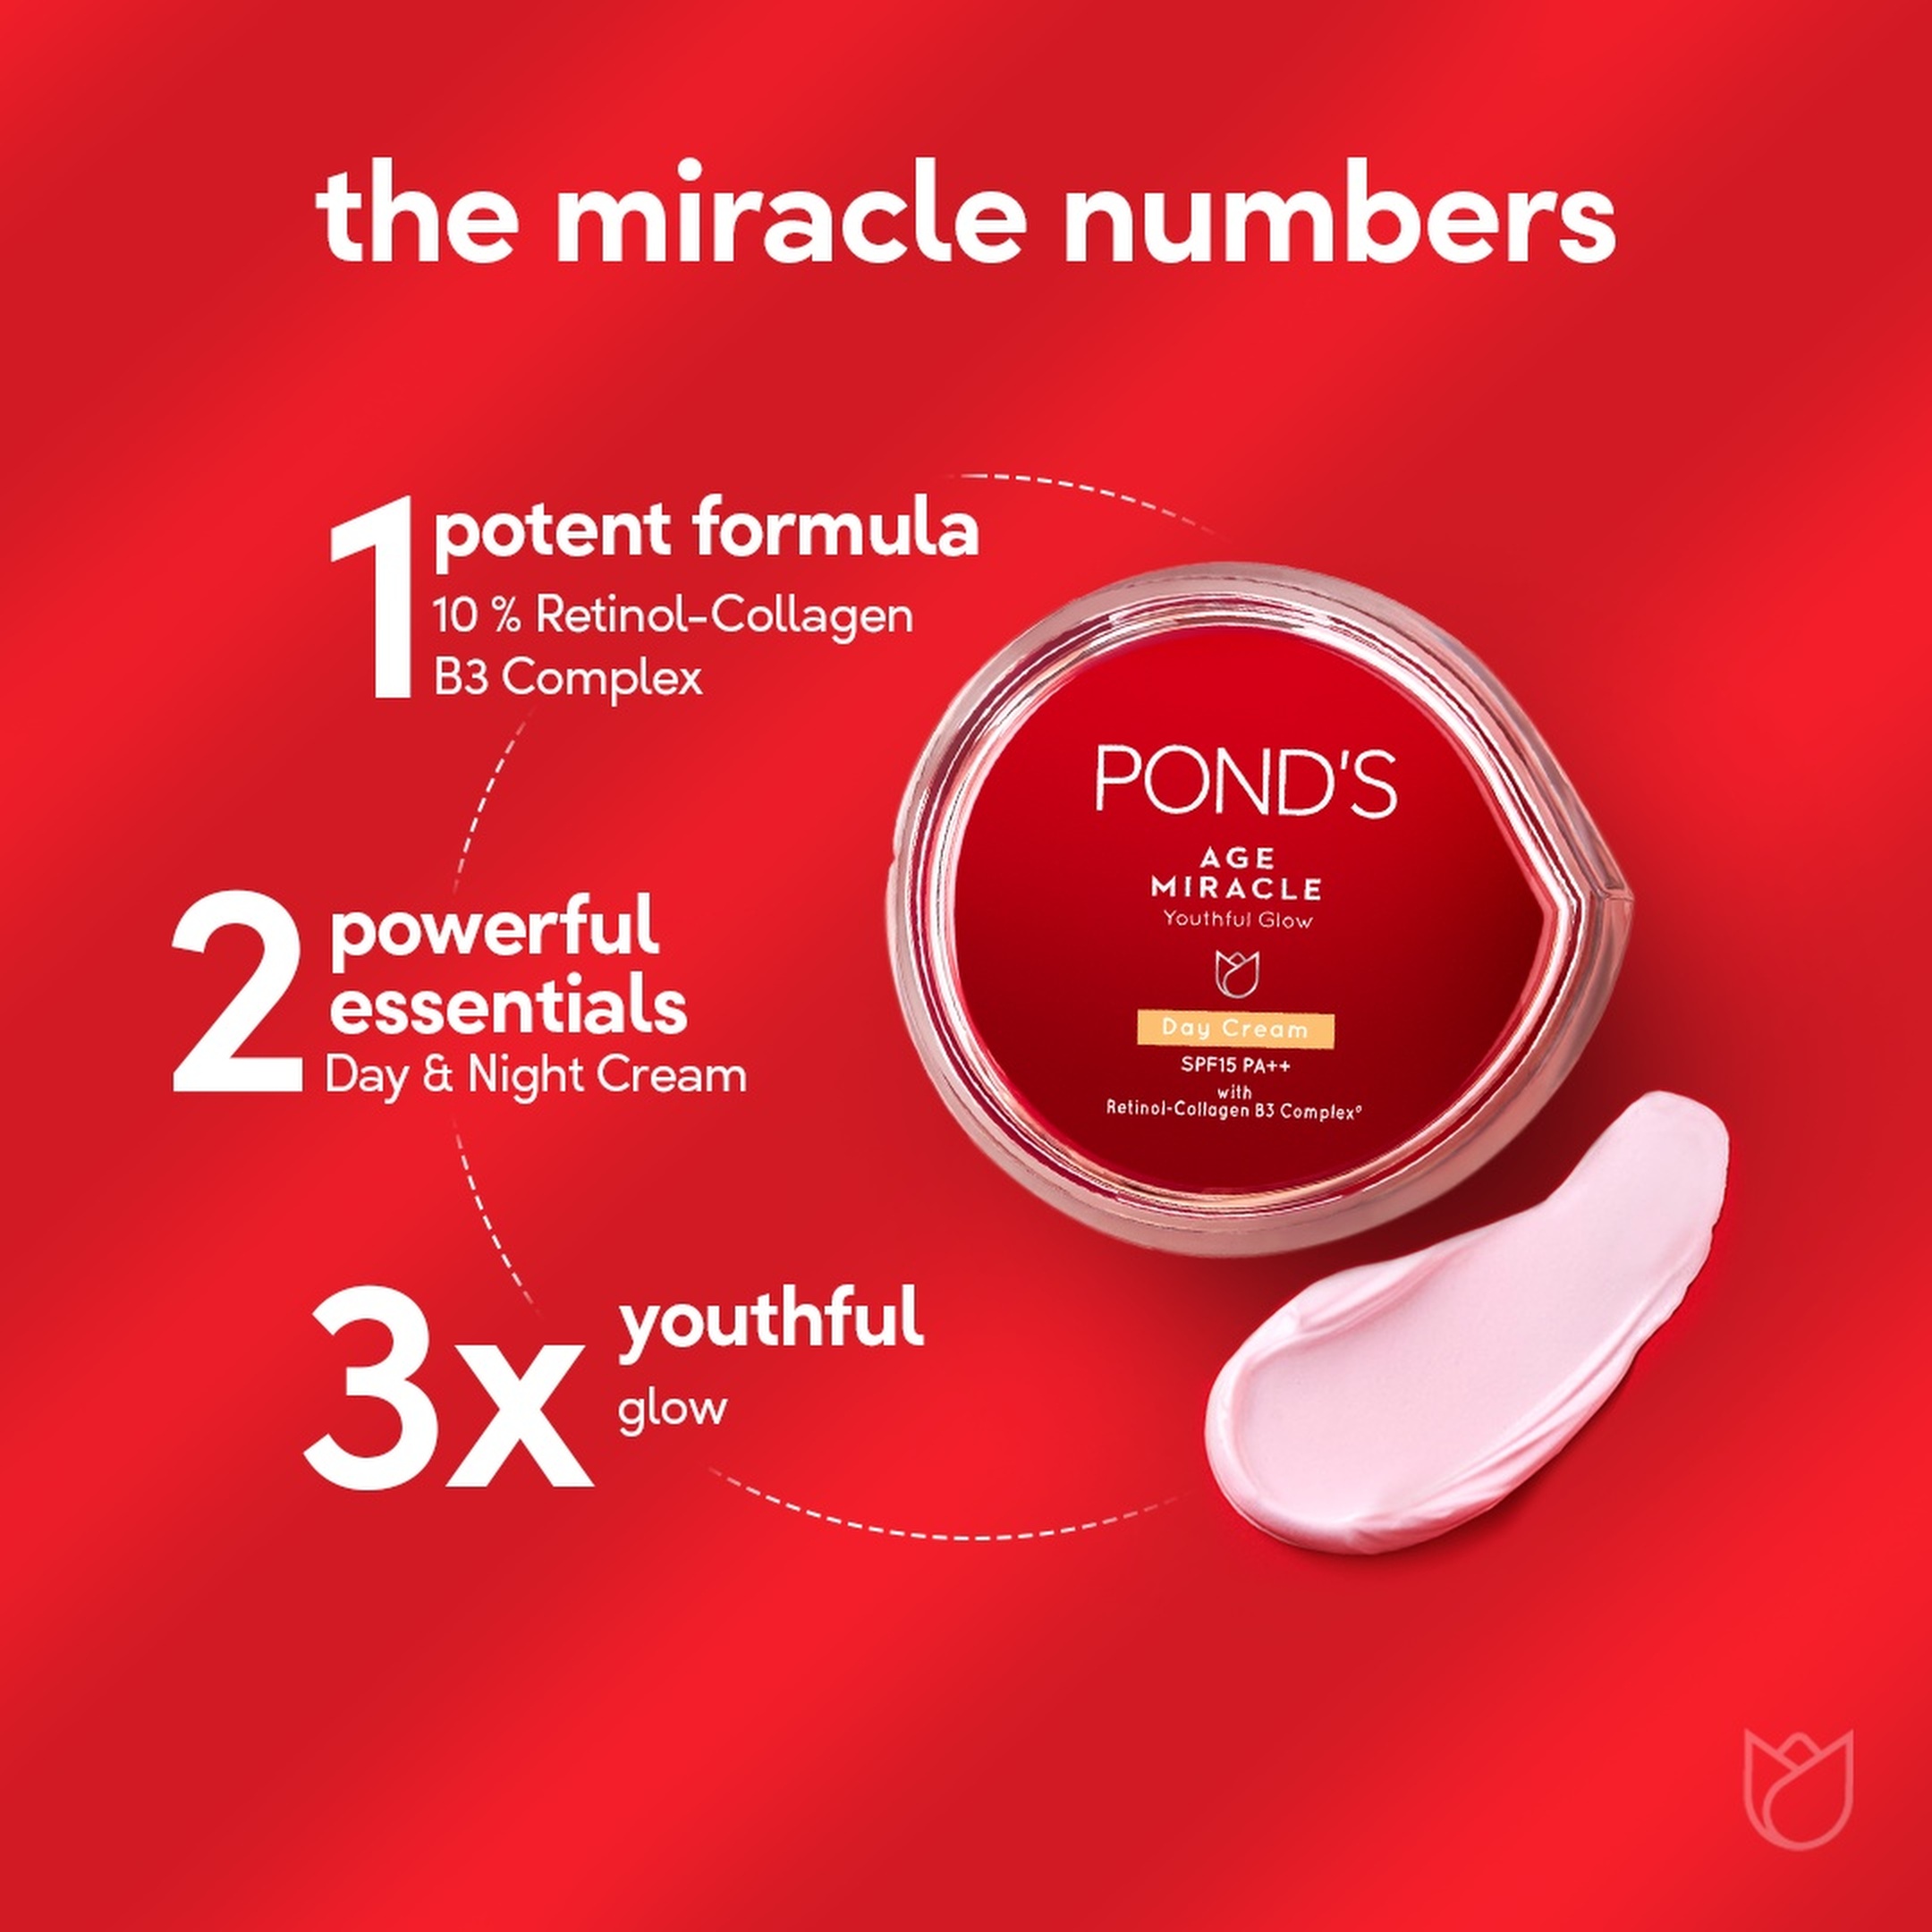 the miracle numbers
1 potent formula
10 % Retinol-Collagen
B3 Complex
2 powerful
essentials
Day & Night Cream
3x youthful
glow
POND'S
AGE
MIRACLE
Youthful Glow
Day Cream
SPF15 PA++
with
Retinol-Collagen B3 Complex°